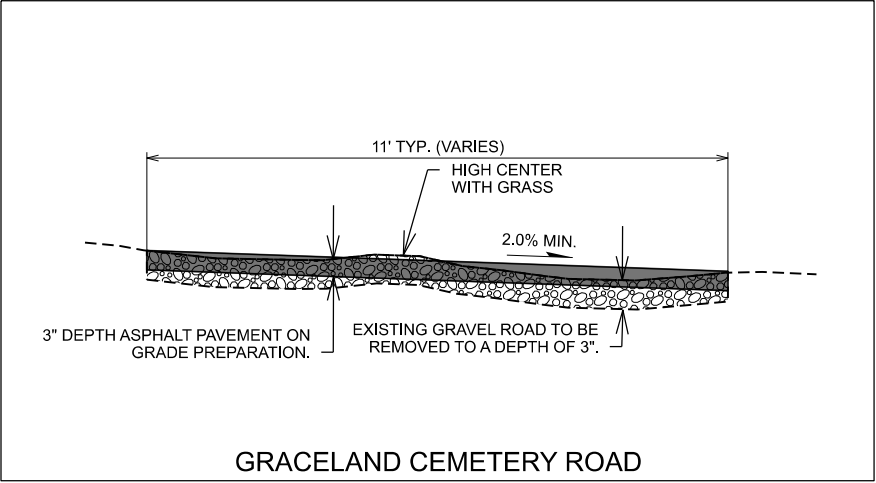 11' TYP. (VARIES)
HIGH CENTER
WITH GRASS
2.0% MIN.
3" DEPTH ASPHALT PAVEMENT ON
GRADE PREPARATION.
EXISTING GRAVEL ROAD TO BE
REMOVED TO A DEPTH OF 3".
GRACELAND CEMETERY ROAD